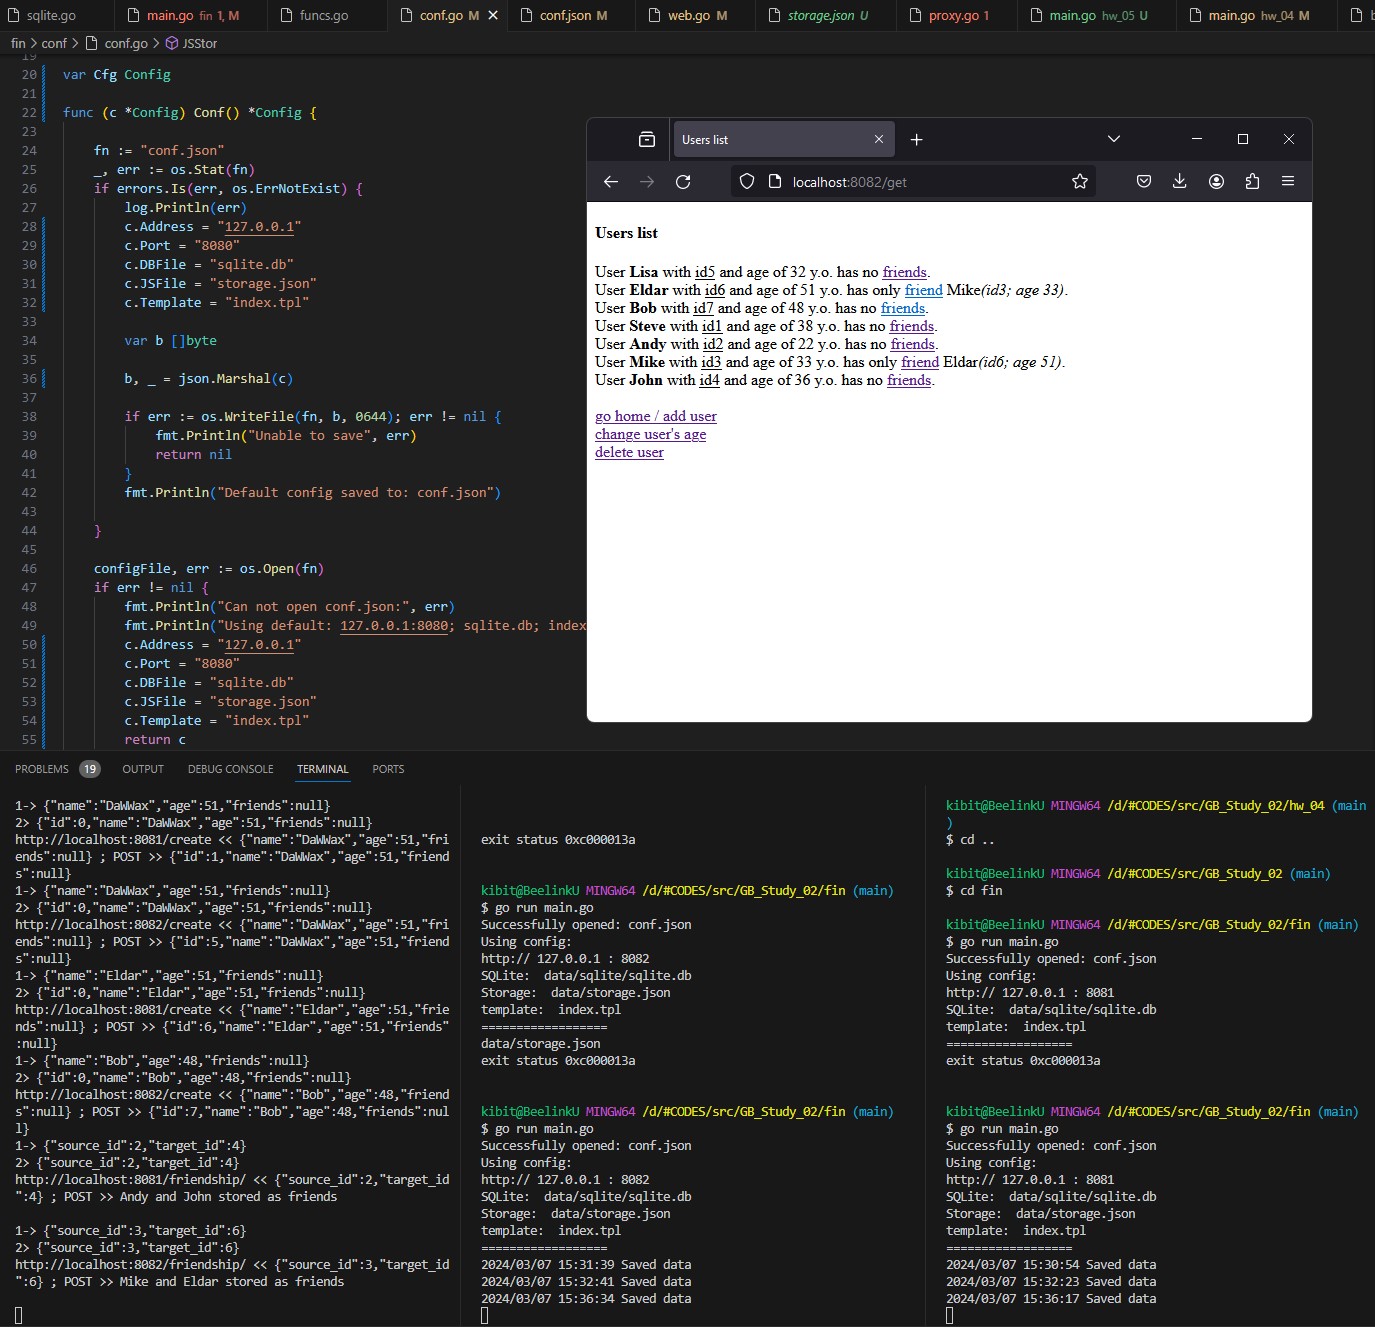 sqlite.go
main.go fin 1, M
funcs.go
conf.go M
conf.json M
web.go M
storage.json U
proxy.go 1
main.go hw_05 U
main.go hw_04 M
fin > conf > conf.go > JSStor
19
20 var Cfg Config
21
22 func (c *Config) Conf() *Config {
23
24 fn := "conf.json"
25 _, err := os.Stat(fn)
26 if errors.Is(err, os.ErrNotExist) {
27 log.Println(err)
28 c.Address = "127.0.0.1"
29 c.Port = "8080"
30 c.DBFile = "sqlite.db"
31 c.JSFile = "storage.json"
32 c.Template = "index.tpl"
33
34 var b []byte
35
36 b, _ = json.Marshal(c)
37
38 if err := os.WriteFile(fn, b, 0644); err != nil {
39 fmt.Println("Unable to save", err)
40 return nil
41 }
42 fmt.Println("Default config saved to: conf.json")
43
44 }
45
46 configFile, err := os.Open(fn)
47 if err != nil {
48 fmt.Println("Can not open conf.json:", err)
49 fmt.Println("Using default: 127.0.0.1:8080; sqlite.db; index
50 c.Address = "127.0.0.1"
51 c.Port = "8080"
52 c.DBFile = "sqlite.db"
53 c.JSFile = "storage.json"
54 c.Template = "index.tpl"
55 return c
Users list
localhost:8082/get
Users list
User Lisa with id5 and age of 32 y.o. has no friends.
User Eldar with id6 and age of 51 y.o. has only friend Mike(id3; age 33).
User Bob with id7 and age of 48 y.o. has no friends.
User Steve with id1 and age of 38 y.o. has no friends.
User Andy with id2 and age of 22 y.o. has no friends.
User Mike with id3 and age of 33 y.o. has only friend Eldar(id6; age 51).
User John with id4 and age of 36 y.o. has no friends.
go home / add user
change user's age
delete user
PROBLEMS 19 OUTPUT DEBUG CONSOLE TERMINAL PORTS
1-> {"name":"DaWWax","age":51,"friends":null}
2> {"id":0,"name":"DaWWax","age":51,"friends":null}
http://localhost:8081/create << {"name":"DaWWax","age":51,"fri
ends":null} ; POST >> {"id":1,"name":"DaWWax","age":51,"friend
s":null}
1-> {"name":"DaWWax","age":51,"friends":null}
2> {"id":0,"name":"DaWWax","age":51,"friends":null}
http://localhost:8082/create << {"name":"DaWWax","age":51,"fri
ends":null} ; POST >> {"id":5,"name":"DaWWax","age":51,"friend
s":null}
1-> {"name":"Eldar","age":51,"friends":null}
2> {"id":0,"name":"Eldar","age":51,"friends":null}
http://localhost:8081/create << {"name":"Eldar","age":51,"frie
nds":null} ; POST >> {"id":6,"name":"Eldar","age":51,"friends"
:null}
1-> {"name":"Bob","age":48,"friends":null}
2> {"id":0,"name":"Bob","age":48,"friends":null}
http://localhost:8082/create << {"name":"Bob","age":48,"friend
s":null} ; POST >> {"id":7,"name":"Bob","age":48,"friends":nul
l}
1-> {"source_id":2,"target_id":4}
2> {"source_id":2,"target_id":4}
http://localhost:8081/friendship/ << {"source_id":2,"target_id
":4} ; POST >> Andy and John stored as friends
1-> {"source_id":3,"target_id":6}
2> {"source_id":3,"target_id":6}
http://localhost:8082/friendship/ << {"source_id":3,"target_id
":6} ; POST >> Mike and Eldar stored as friends
exit status 0xc000013a
kibit@BeelinkU MINGW64 /d/#CODES/src/GB_Study_02/fin (main)
$ go run main.go
Successfully opened: conf.json
Using config:
http:// 127.0.0.1 : 8082
SQLite: data/sqlite/sqlite.db
Storage: data/storage.json
template: index.tpl
==================
data/storage.json
exit status 0xc000013a
kibit@BeelinkU MINGW64 /d/#CODES/src/GB_Study_02/fin (main)
$ go run main.go
Successfully opened: conf.json
Using config:
http:// 127.0.0.1 : 8082
SQLite: data/sqlite/sqlite.db
Storage: data/storage.json
template: index.tpl
==================
2024/03/07 15:31:39 Saved data
2024/03/07 15:32:41 Saved data
2024/03/07 15:36:34 Saved data
kibit@BeelinkU MINGW64 /d/#CODES/src/GB_Study_02/hw_04 (main
)
$ cd ..
kibit@BeelinkU MINGW64 /d/#CODES/src/GB_Study_02 (main)
$ cd fin
kibit@BeelinkU MINGW64 /d/#CODES/src/GB_Study_02/fin (main)
$ go run main.go
Successfully opened: conf.json
Using config:
http:// 127.0.0.1 : 8081
SQLite: data/sqlite/sqlite.db
template: index.tpl
==================
exit status 0xc000013a
kibit@BeelinkU MINGW64 /d/#CODES/src/GB_Study_02/fin (main)
$ go run main.go
Successfully opened: conf.json
Using config:
http:// 127.0.0.1 : 8081
SQLite: data/sqlite/sqlite.db
Storage: data/storage.json
template: index.tpl
==================
2024/03/07 15:30:54 Saved data
2024/03/07 15:32:23 Saved data
2024/03/07 15:36:17 Saved data